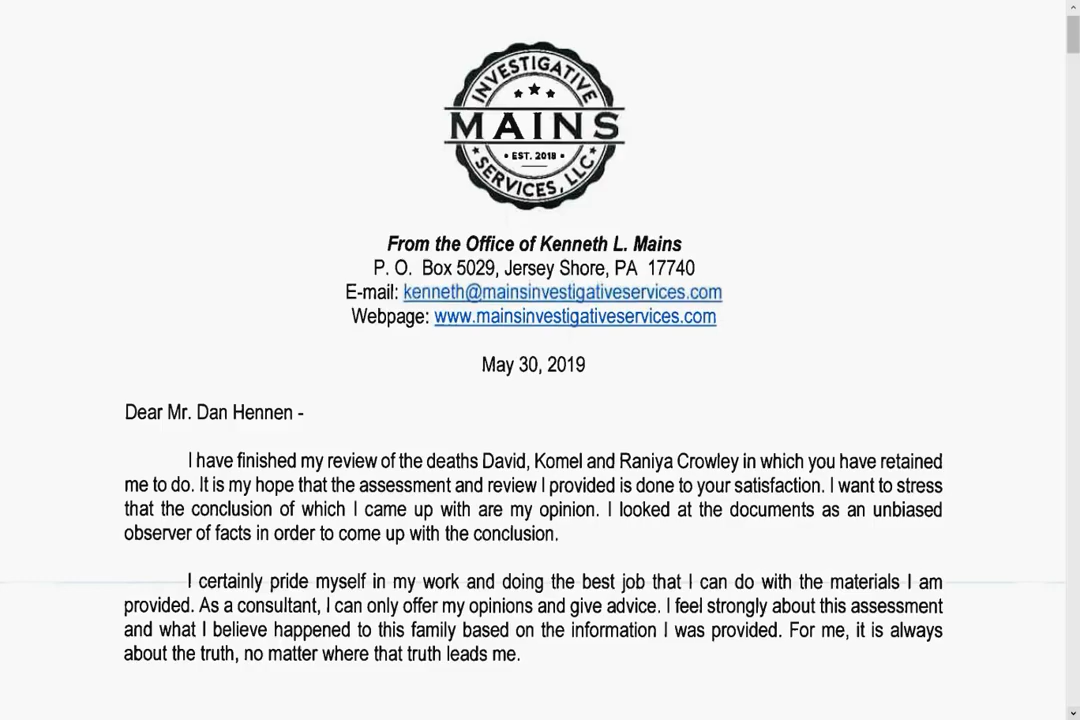 INVESTIGATIVE
MAINS
• EST. 2018 •
SERVICES, LLC
From the Office of Kenneth L. Mains
P. O. Box 5029, Jersey Shore, PA 17740
E-mail: kenneth@mainsinvestigativeservices.com
Webpage: www.mainsinvestigativeservices.com
May 30, 2019
Dear Mr. Dan Hennen -
I have finished my review of the deaths David, Komel and Raniya Crowley in which you have retained
me to do. It is my hope that the assessment and review I provided is done to your satisfaction. I want to stress
that the conclusion of which I came up with are my opinion. I looked at the documents as an unbiased
observer of facts in order to come up with the conclusion.
I certainly pride myself in my work and doing the best job that I can do with the materials I am
provided. As a consultant, I can only offer my opinions and give advice. I feel strongly about this assessment
and what I believe happened to this family based on the information I was provided. For me, it is always
about the truth, no matter where that truth leads me.